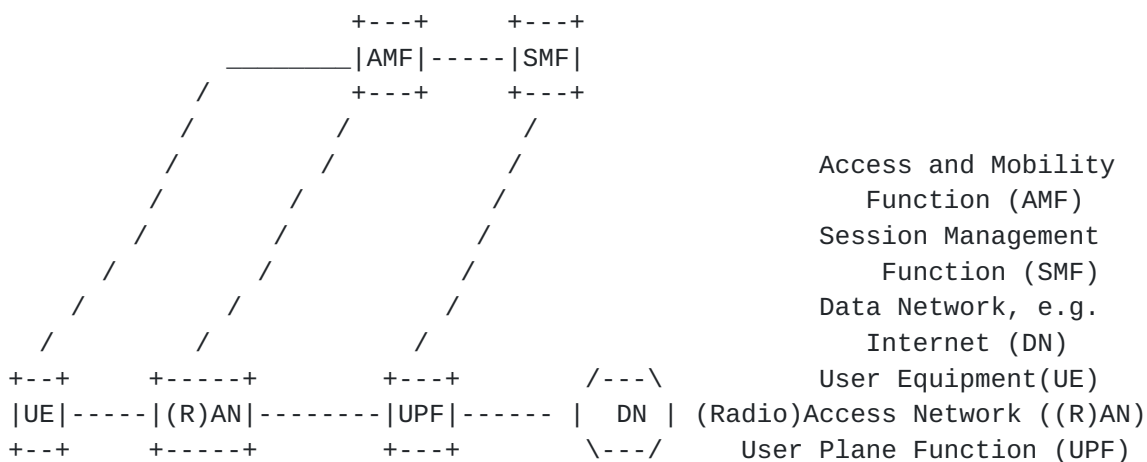 AMF SMF
Access and Mobility
Function (AMF)
Session Management
Function (SMF)
Data Network, e.g.
Internet (DN)
User Equipment(UE)
UE (R)AN UPF DN (Radio)Access Network ((R)AN)
User Plane Function (UPF)